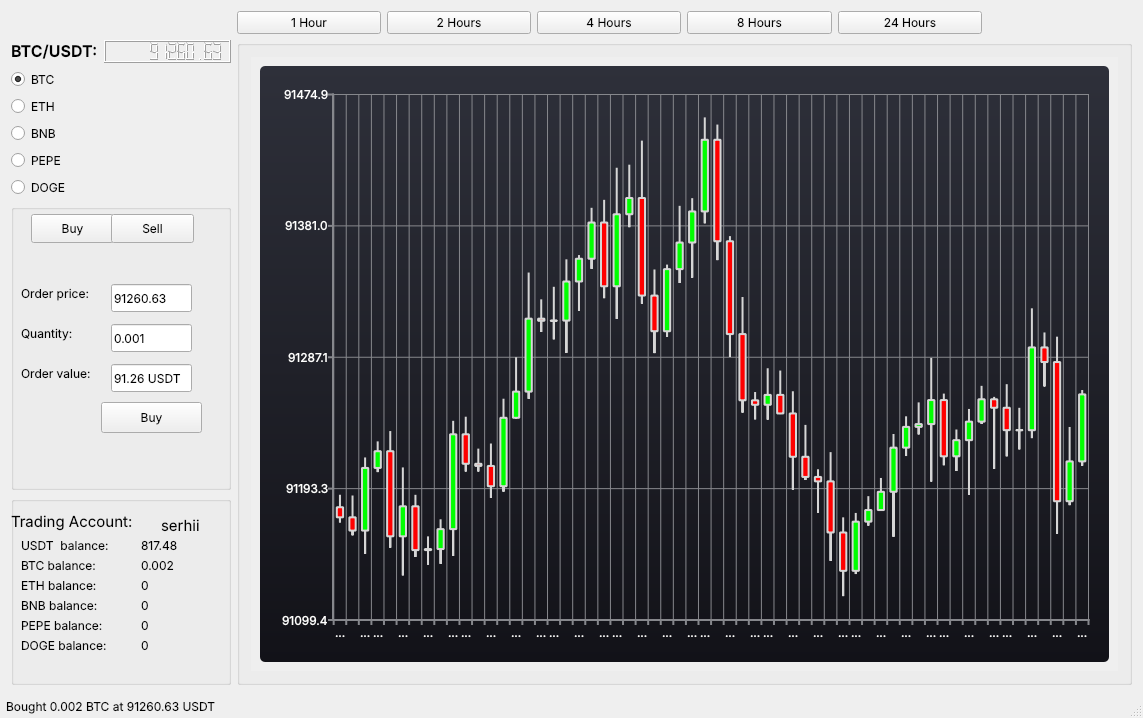 1 Hour 2 Hours 4 Hours 8 Hours 24 Hours
BTC/USDT: 91260.63
BTC
ETH
BNB
PEPE
DOGE
Buy Sell
Order price: 91260.63
Quantity: 0.001
Order value: 91.26 USDT
Buy
Trading Account: serhii
USDT balance: 817.48
BTC balance: 0.002
ETH balance: 0
BNB balance: 0
PEPE balance: 0
DOGE balance: 0
91474.9
91381.0
91287.1
91193.3
91099.4
... ... ... ... ... ... ... ... ... ... ... ... ... ... ... ... ... ... ... ... ... ... ... ... ... ... ... ... ... ... ... ... ... ... ... ...
Bought 0.002 BTC at 91260.63 USDT